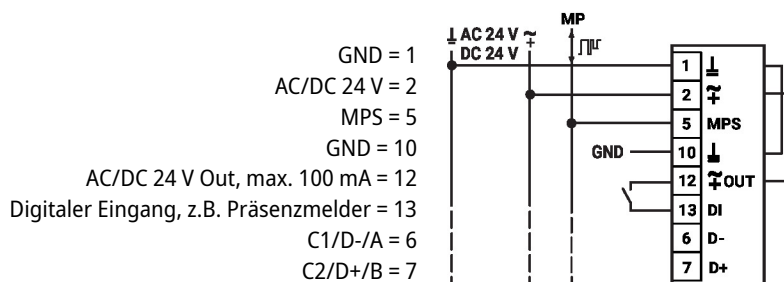 GND = 1
AC/DC 24 V = 2
MPS = 5
GND = 10
AC/DC 24 V Out, max. 100 mA = 12
Digitaler Eingang, z.B. Präsenzmelder = 13
C1/D-/A = 6
C2/D+/B = 7
MP
AC 24 V
DC 24 V
1
2
5 MPS
GND 10
12 OUT
13 DI
6 D-
7 D+